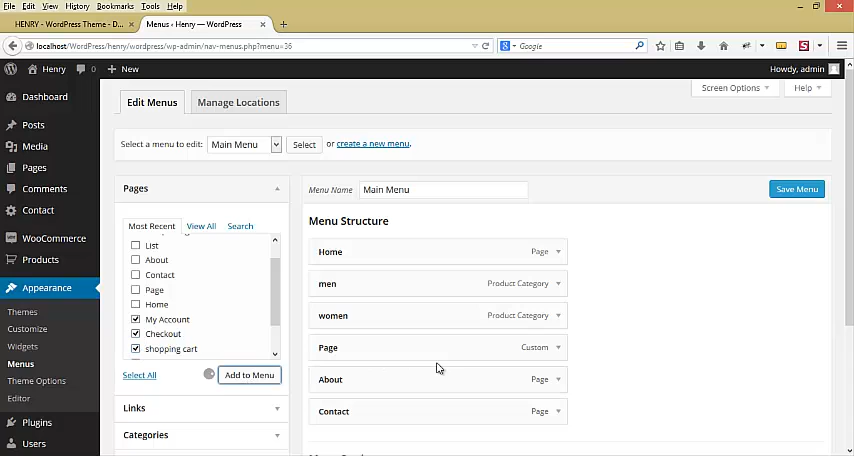 File Edit View History Bookmarks Tools Help
HENRY - WordPress Theme - D... × Menus ‹ Henry — WordPress × +
localhost/WordPress/henry/wordpress/wp-admin/nav-menus.php?menu=36 Google
Henry 0 + New Howdy, admin
Dashboard
Posts
Media
Pages
Comments
Contact
WooCommerce
Products
Appearance
Themes
Customize
Widgets
Menus
Theme Options
Editor
Plugins
Users
Screen Options Help
Edit Menus Manage Locations
Select a menu to edit: Main Menu Select or create a new menu.
Pages
Most Recent View All Search
List
About
Contact
Page
Home
My Account
Checkout
shopping cart
Select All Add to Menu
Links
Categories
Menu Name Main Menu Save Menu
Menu Structure
Home Page
men Product Category
women Product Category
Page Custom
About Page
Contact Page